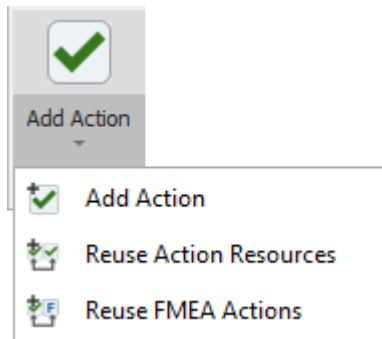 Add Action
Add Action
Reuse Action Resources
F
Reuse FMEA Actions